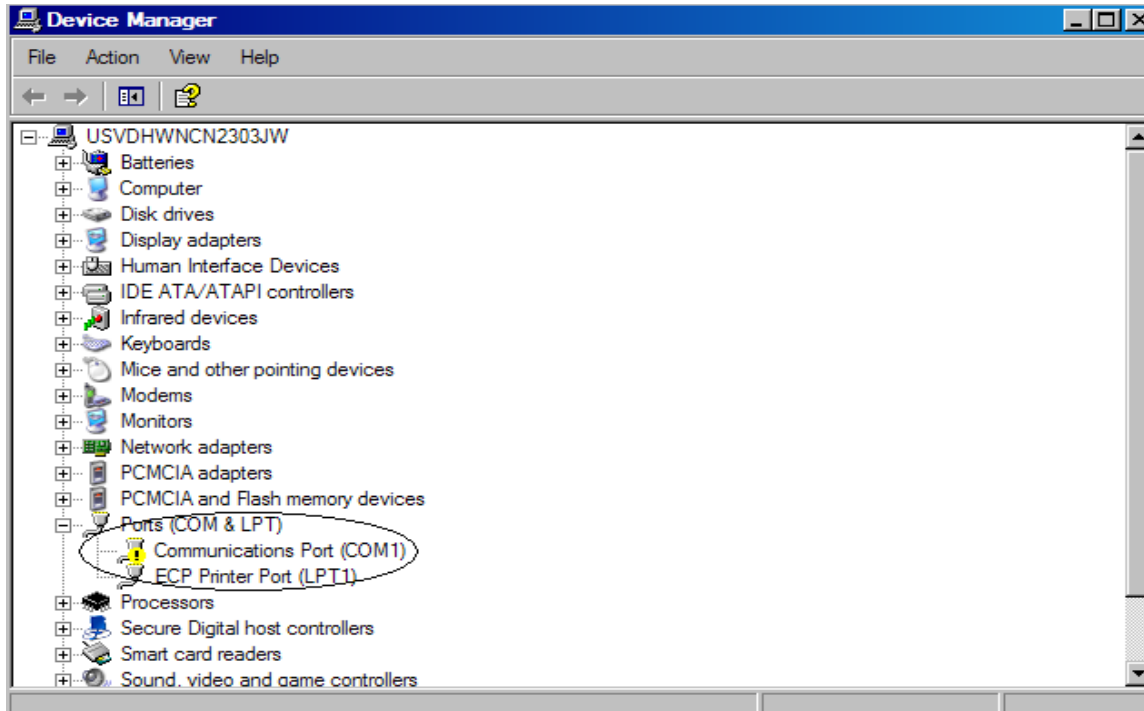 Device Manager
File Action View Help
USVDHWNCN2303JW
Batteries
Computer
Disk drives
Display adapters
Human Interface Devices
IDE ATA/ATAPI controllers
Infrared devices
Keyboards
Mice and other pointing devices
Modems
Monitors
Network adapters
PCMCIA adapters
PCMCIA and Flash memory devices
Ports (COM & LPT)
Communications Port (COM1)
ECP Printer Port (LPT1)
Processors
Secure Digital host controllers
Smart card readers
Sound, video and game controllers